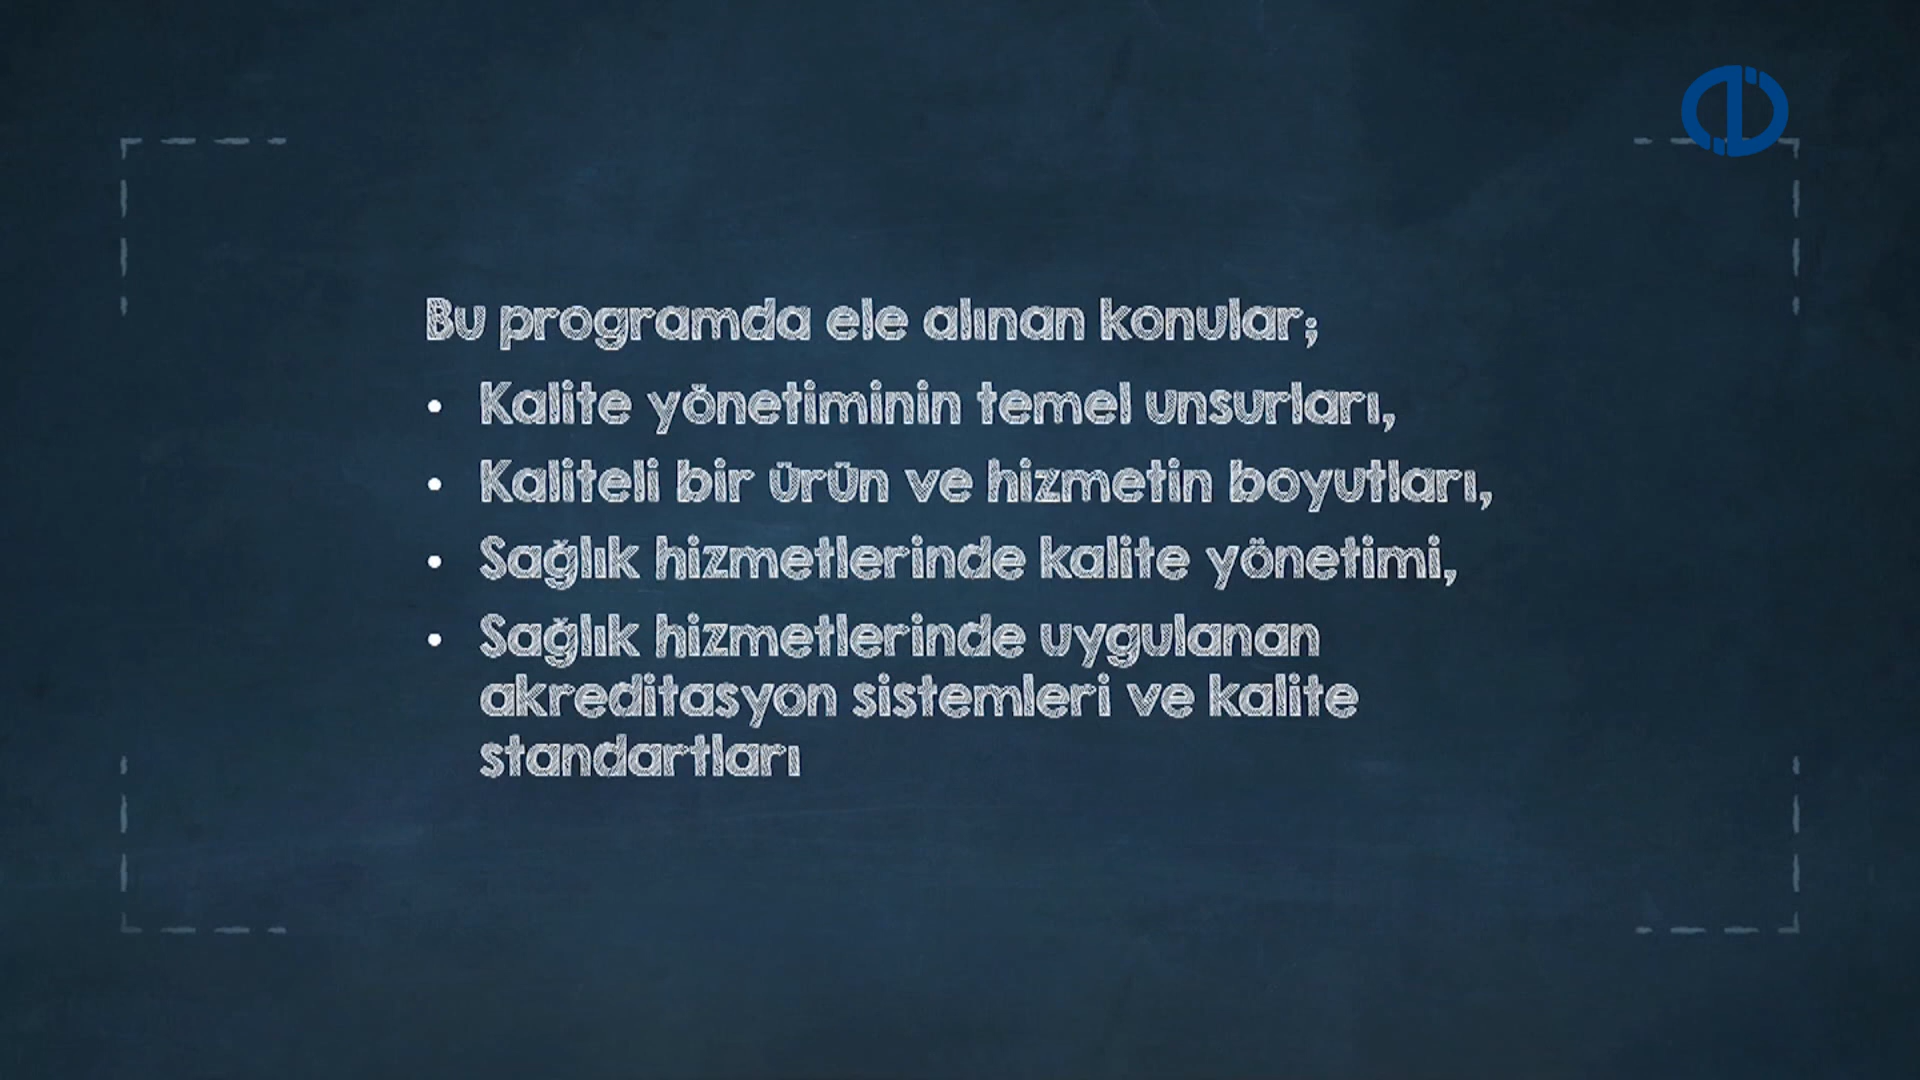 Bu programda ele alınan konular;
• Kalite yönetiminin temel unsurları,
• Kaliteli bir ürün ve hizmetin boyutları,
• Sağlık hizmetlerinde kalite yönetimi,
• Sağlık hizmetlerinde uygulanan
akreditasyon sistemleri ve kalite
standartları